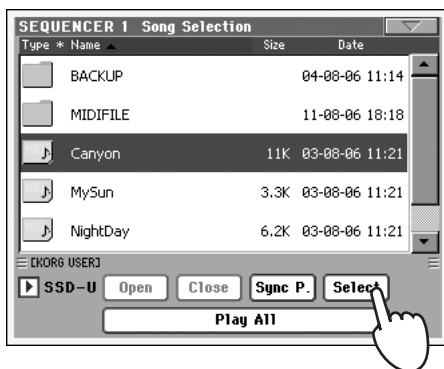 SEQUENCER 1 Song Selection
Type * Name Size Date
BACKUP 04-08-06 11:14
MIDIFILE 11-08-06 18:18
Canyon 11K 03-08-06 11:21
MySun 3.3K 03-08-06 11:21
NightDay 6.2K 03-08-06 11:21
[KORG USER]
SSD-U Open Close Sync P. Select
Play All